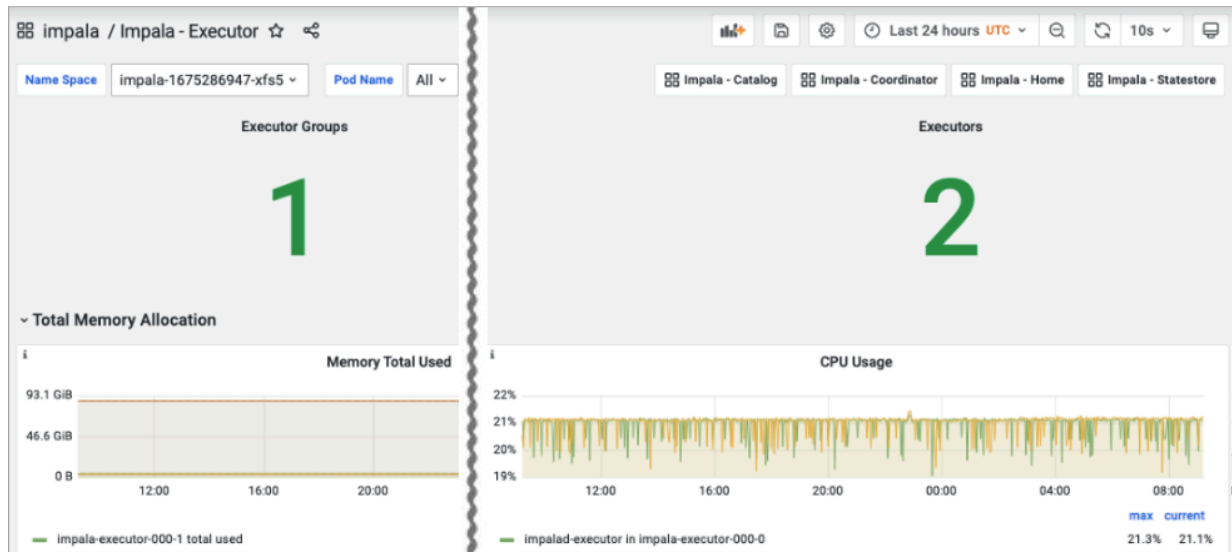 impala / Impala - Executor
Last 24 hours UTC
10s
Name Space impala-1675286947-xfs5 Pod Name All
Impala - Catalog Impala - Coordinator Impala - Home Impala - Statestore
Executor Groups
1
Executors
2
Total Memory Allocation
i
Memory Total Used
93.1 GiB
46.6 GiB
0 B
12:00 16:00 20:00
impala-executor-000-1 total used
i
CPU Usage
22%
21%
20%
19%
12:00 16:00 20:00 00:00 04:00 08:00
max current
impalad-executor in impala-executor-000-0 21.3% 21.1%